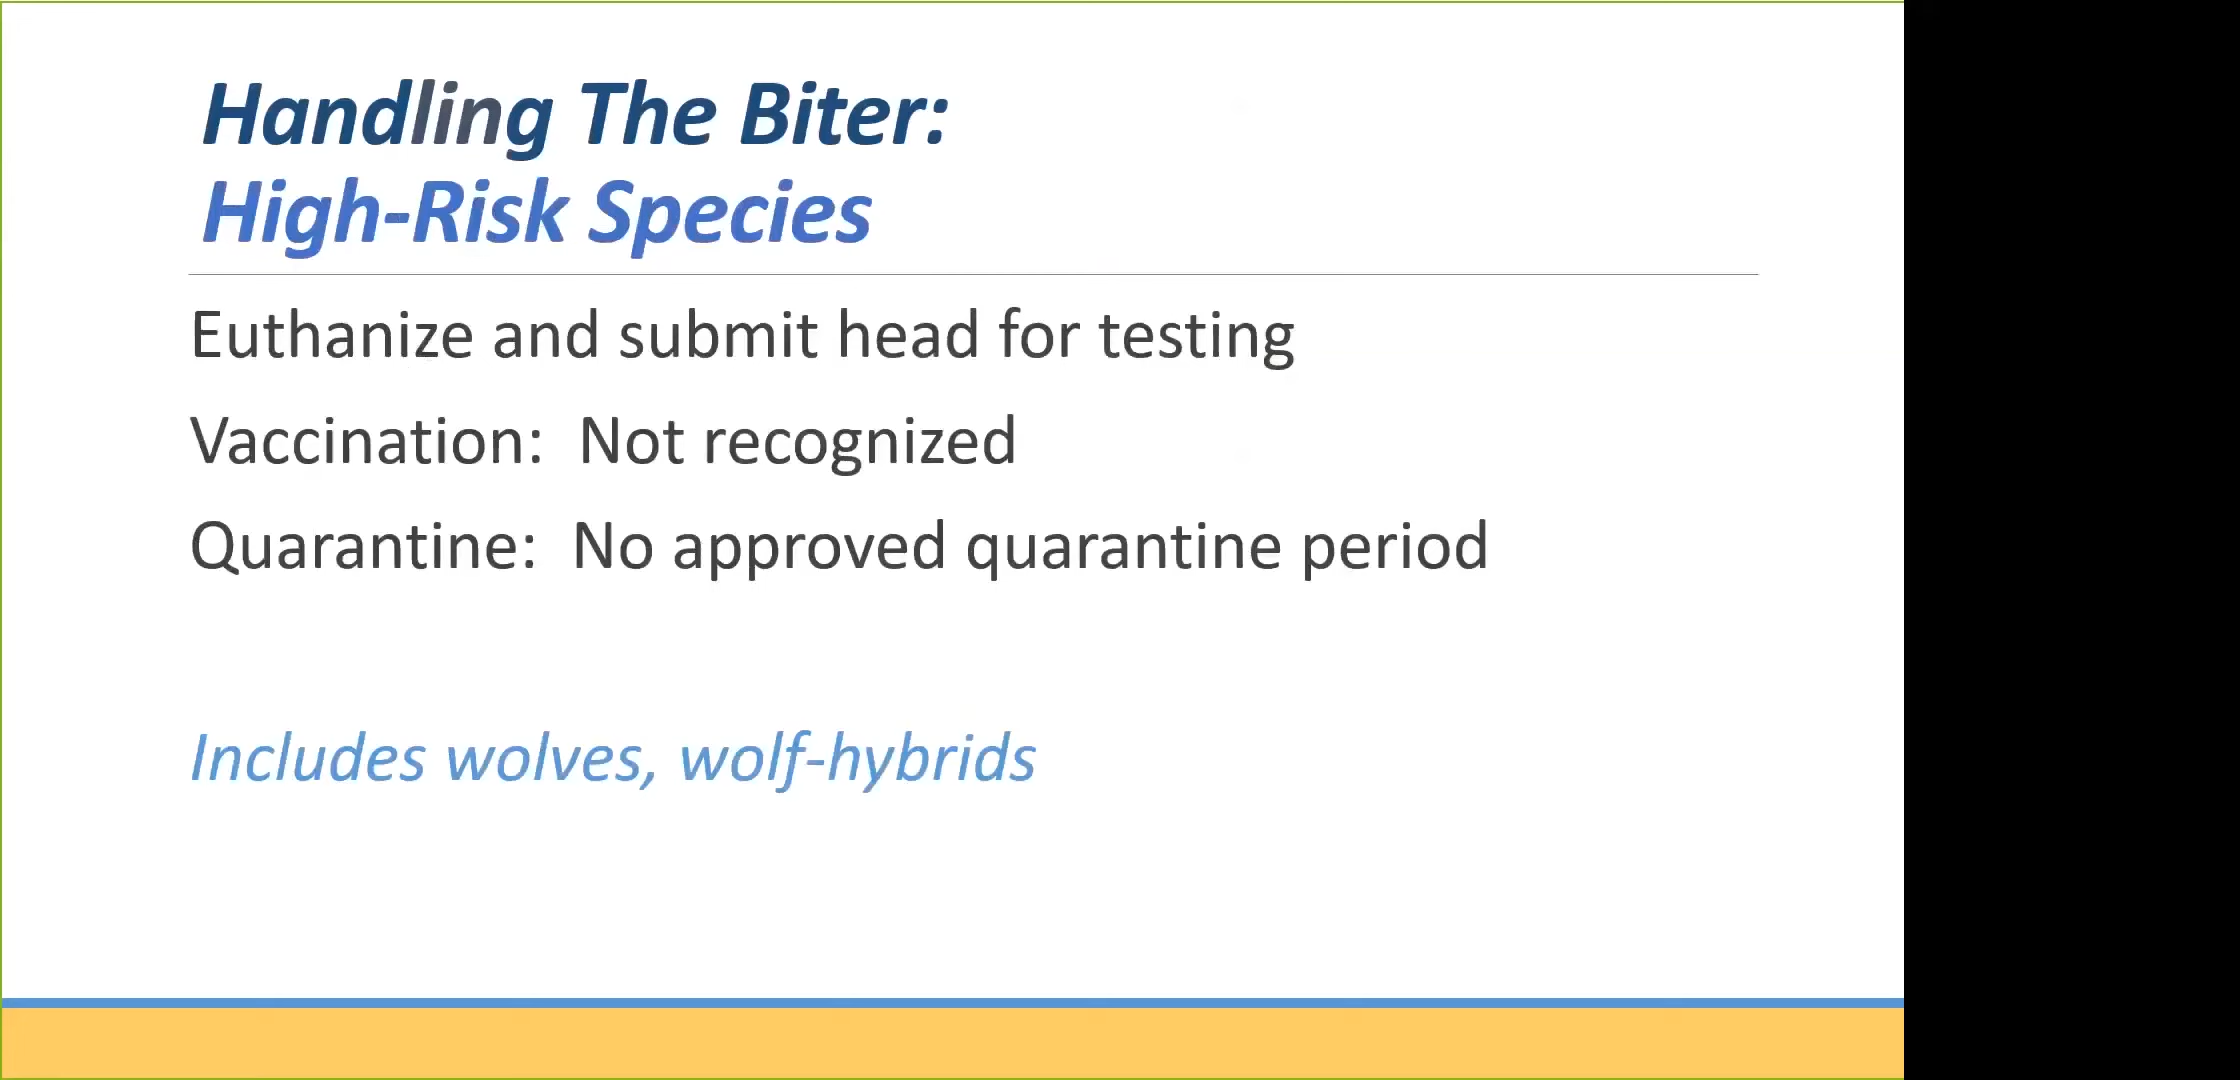 Handling The Biter:
High-Risk Species
Euthanize and submit head for testing
Vaccination:  Not recognized
Quarantine:  No approved quarantine period
Includes wolves, wolf-hybrids